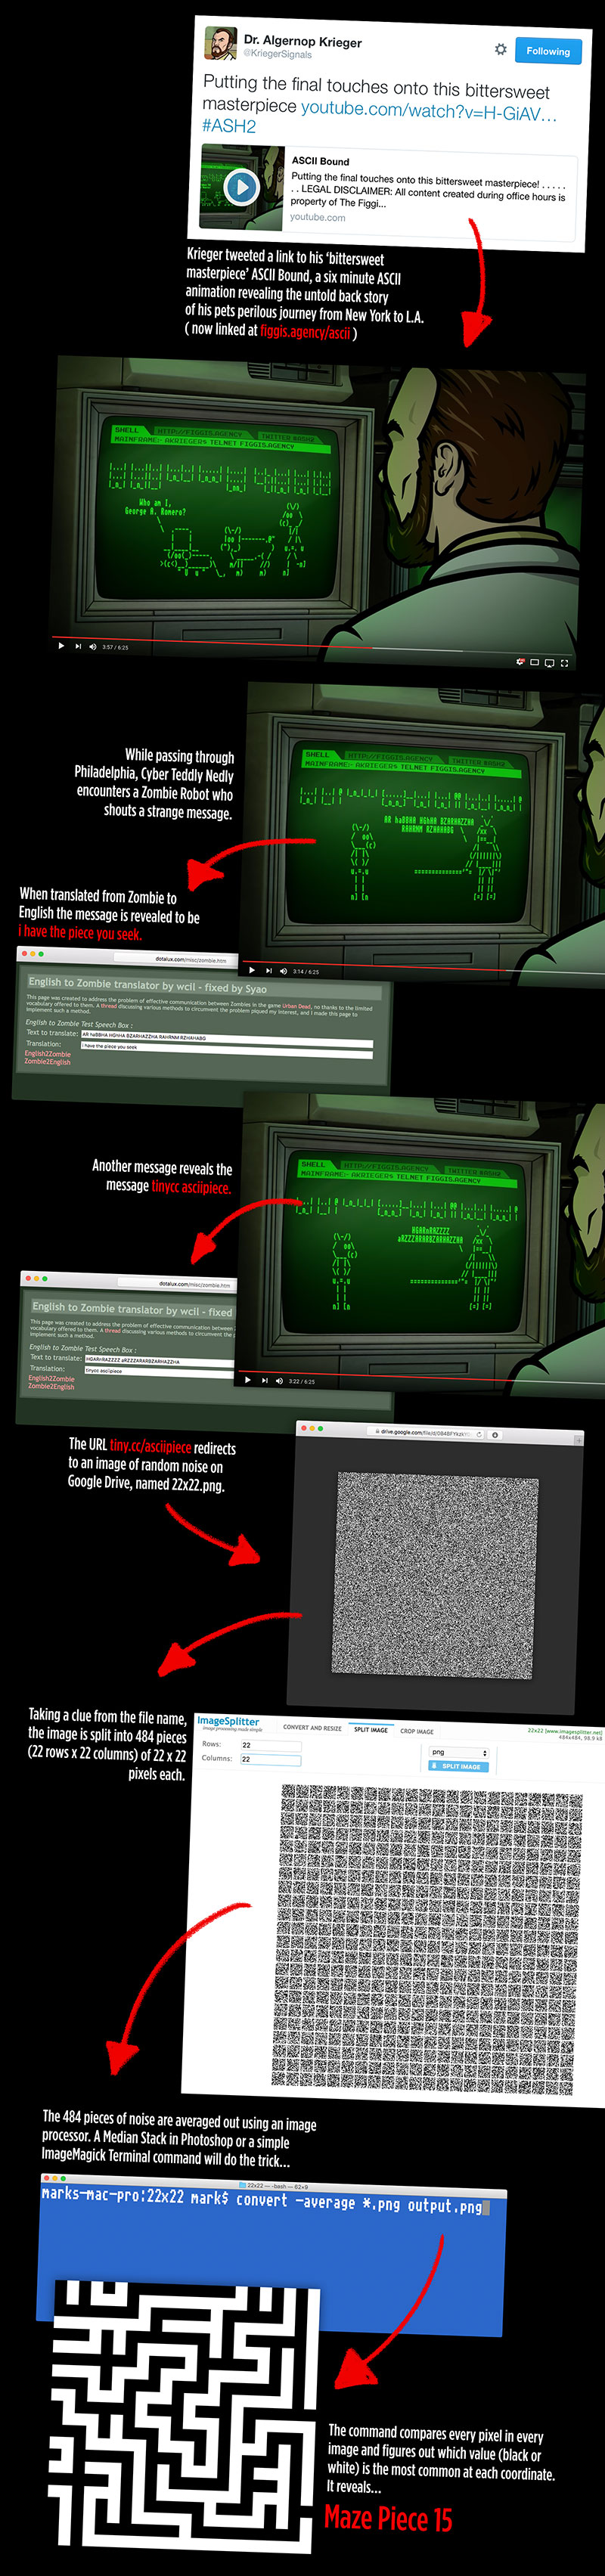 Dr. Algernop Krieger
@KriegerSignals
Following
Putting the final touches onto this bittersweet
masterpiece youtube.com/watch?v=H-GiAV...
#ASH2
ASCII Bound
Putting the final touches onto this bittersweet masterpiece! . . . . .
. . LEGAL DISCLAIMER: All content created during office hours is
property of The Figgi...
youtube.com
Krieger tweeted a link to his ‘bittersweet
masterpiece’ ASCII Bound, a six minute ASCII
animation revealing the untold back story
of his pets perilous journey from New York to L.A.
( now linked at figgis.agency/ascii )
SHELL HTTP://FIGGIS.AGENCY TWITTER #ASH2
MAINFRAME:~ AKRIEGER$ TELNET FIGGIS.AGENCY
Who am I,
George A. Romero?
3:57 / 6:25
While passing through
Philadelphia, Cyber Teddly Nedly
encounters a Zombie Robot who
shouts a strange message.
SHELL HTTP://FIGGIS.AGENCY TWITTER #ASH2
MAINFRAME:~ AKRIEGER$ TELNET FIGGIS.AGENCY
AR haBBHA HGHHA BZARHAZZHA
RAHRNM RZHAHABG
3:14 / 6:25
When translated from Zombie to
English the message is revealed to be
i have the piece you seek.
dotalux.com/misc/zombie.htm
English to Zombie translator by wcil - fixed by Syao
This page was created to address the problem of effective communication between Zombies in the game Urban Dead, no thanks to the limited
vocabulary offered to them. A thread discussing various methods to circumvent the problem piqued my interest, and I made this page to
implement such a method.
English to Zombie Test Speech Box :
Text to translate: AR haBBHA HGHHA BZARHAZZHA RAHRNM RZHAHABG
Translation: i have the piece you seek
English2Zombie
Zombie2English
Another message reveals the
message tinycc asciipiece.
SHELL HTTP://FIGGIS.AGENCY TWITTER #ASH2
MAINFRAME:~ AKRIEGER$ TELNET FIGGIS.AGENCY
HGARnRAZZZZ
aRZZZARARBZARHAZZHA
3:22 / 6:25
dotalux.com/misc/zombie.htm
English to Zombie translator by wcil - fixed
This page was created to address the problem of effective communication between
vocabulary offered to them. A thread discussing various methods to circumvent the
implement such a method.
English to Zombie Test Speech Box :
Text to translate: HGARnRAZZZZ aRZZZARARBZARHAZZHA
Translation: tinycc asciipiece
English2Zombie
Zombie2English
The URL tiny.cc/asciipiece redirects
to an image of random noise on
Google Drive, named 22x22.png.
Taking a clue from the file name,
the image is split into 484 pieces
(22 rows x 22 columns) of 22 x 22
pixels each.
ImageSplitter
image processing made simple
CONVERT AND RESIZE SPLIT IMAGE CROP IMAGE
22x22 [www.imagesplitter.net]
484x484, 98.9 kB
Rows: 22
Columns: 22
png
SPLIT IMAGE
The 484 pieces of noise are averaged out using an image
processor. A Median Stack in Photoshop or a simple
ImageMagick Terminal command will do the trick...
22x22 — -bash — 62×9
marks-mac-pro:22x22 mark$ convert -average *.png output.png
The command compares every pixel in every
image and figures out which value (black or
white) is the most common at each coordinate.
It reveals...
Maze Piece 15